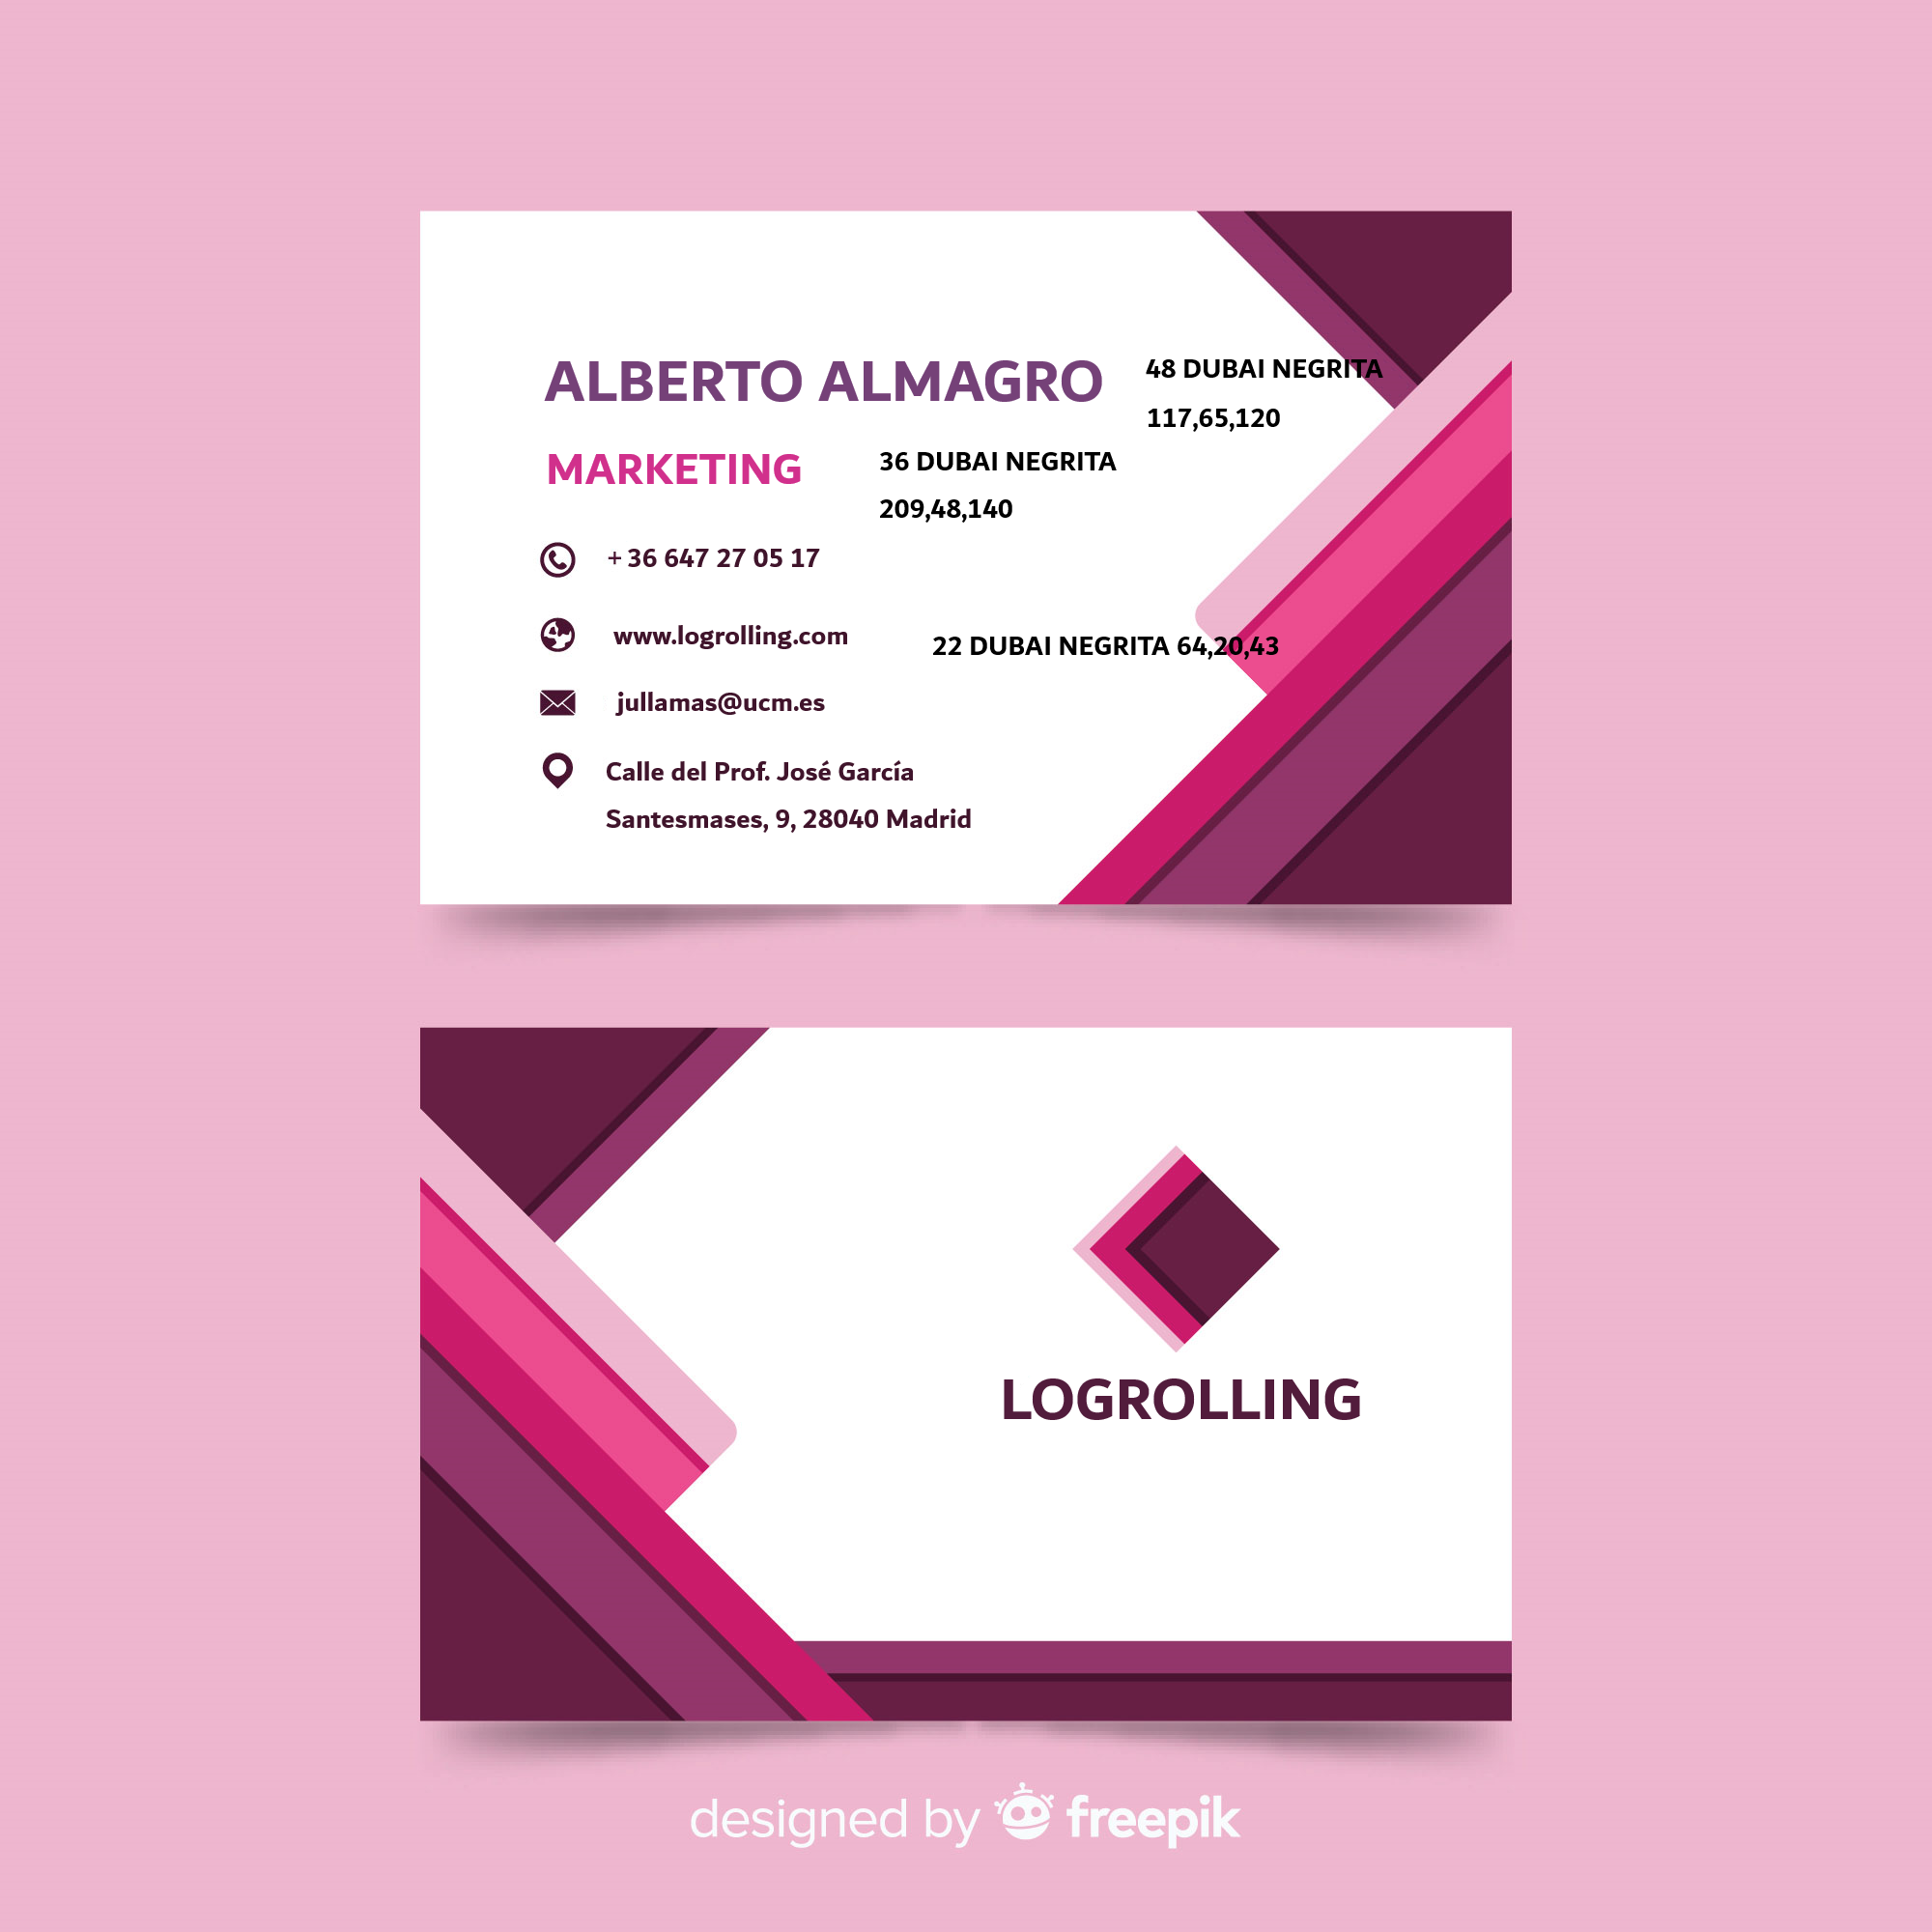 ALBERTO ALMAGRO
48 DUBAI NEGRITA
117,65,120
MARKETING
36 DUBAI NEGRITA
209,48,140
+ 36 647 27 05 17
www.logrolling.com
22 DUBAI NEGRITA 64,20,43
jullamas@ucm.es
Calle del Prof. José García
Santesmases, 9, 28040 Madrid
LOGROLLING
designed by freepik